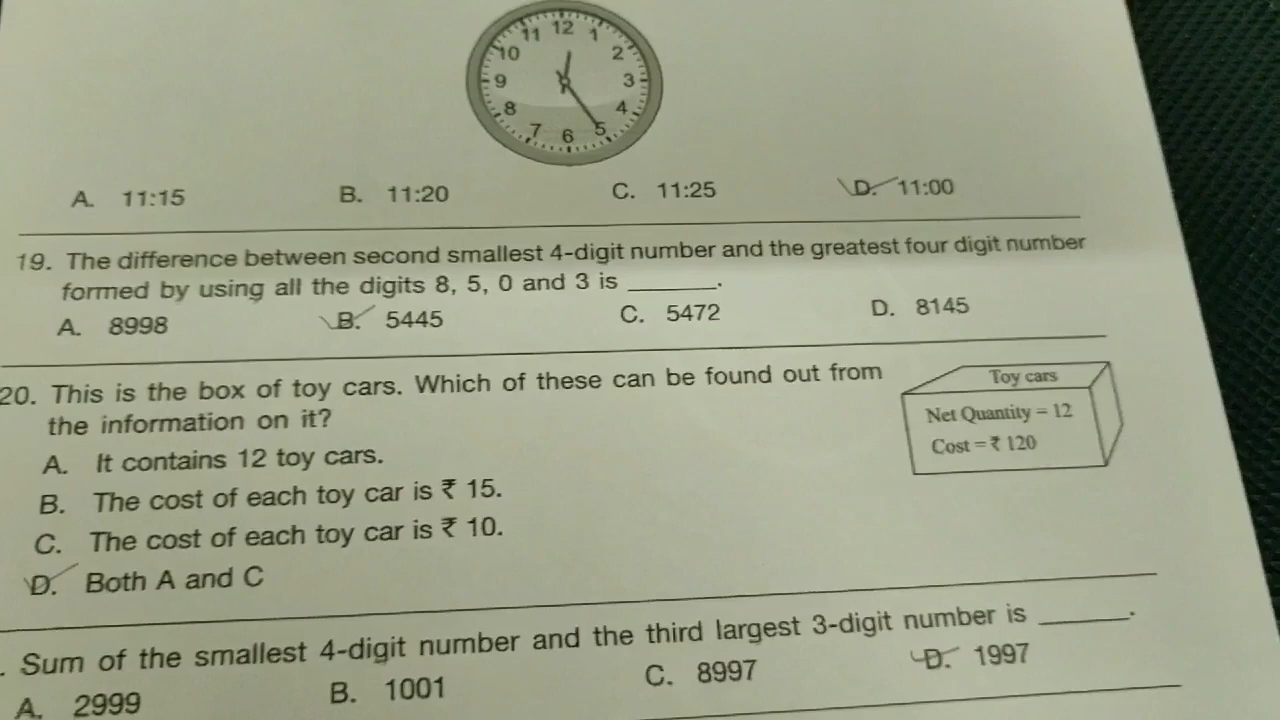 11 12 1
10 2
9 3
8 4
7 6 5
A. 11:15 B. 11:20 C. 11:25 D. 11:00
19. The difference between second smallest 4-digit number and the greatest four digit number
formed by using all the digits 8, 5, 0 and 3 is ______.
A. 8998 B. 5445 C. 5472 D. 8145
20. This is the box of toy cars. Which of these can be found out from
the information on it?
Toy cars
Net Quantity = 12
Cost = ₹ 120
A. It contains 12 toy cars.
B. The cost of each toy car is ₹ 15.
C. The cost of each toy car is ₹ 10.
D. Both A and C
. Sum of the smallest 4-digit number and the third largest 3-digit number is ______.
A. 2999 B. 1001 C. 8997 D. 1997